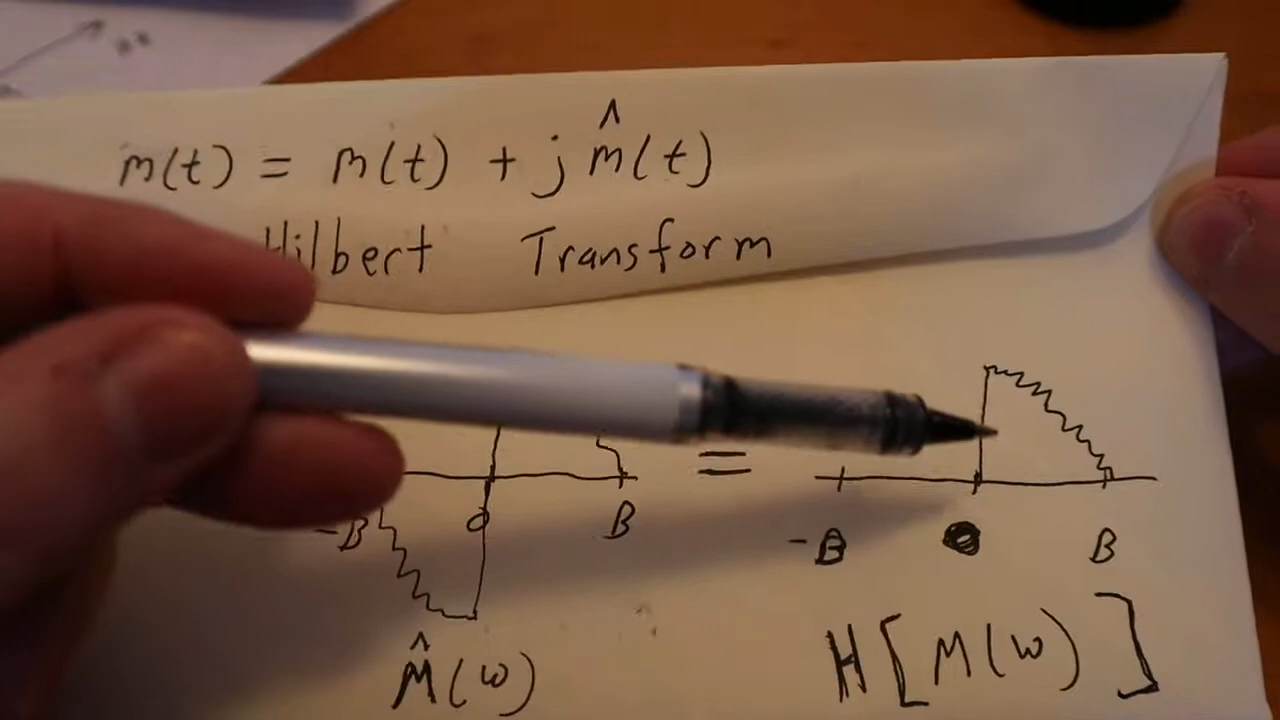 m(t) = m(t) + j m̂(t)
Hilbert Transform
=
-B 0 B
-B B
M̂(ω) H[M(ω)]